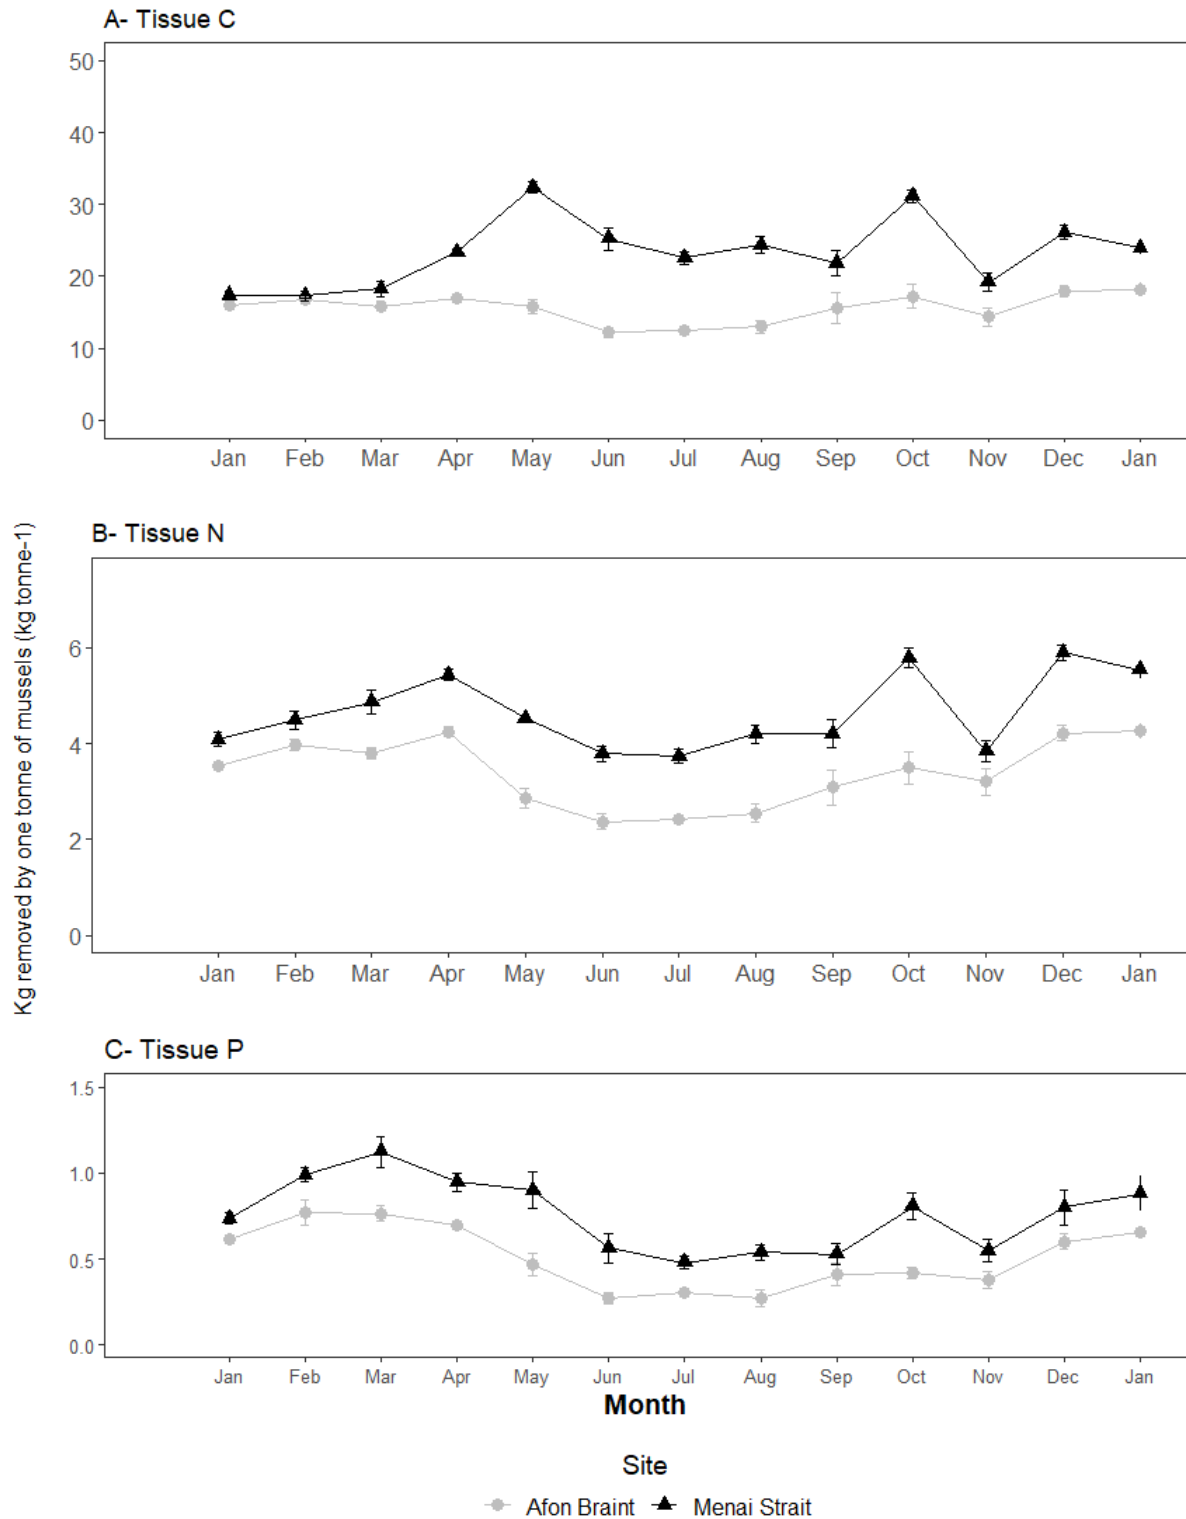 A- Tissue C
50
40
30
20
10
0
Jan Feb Mar Apr May Jun Jul Aug Sep Oct Nov Dec Jan
Kg removed by one tonne of mussels (kg tonne-1)
B- Tissue N
6
4
2
0
Jan Feb Mar Apr May Jun Jul Aug Sep Oct Nov Dec Jan
C- Tissue P
1.5
1.0
0.5
0.0
Jan Feb Mar Apr May Jun Jul Aug Sep Oct Nov Dec Jan
Month
Site
Afon Braint Menai Strait